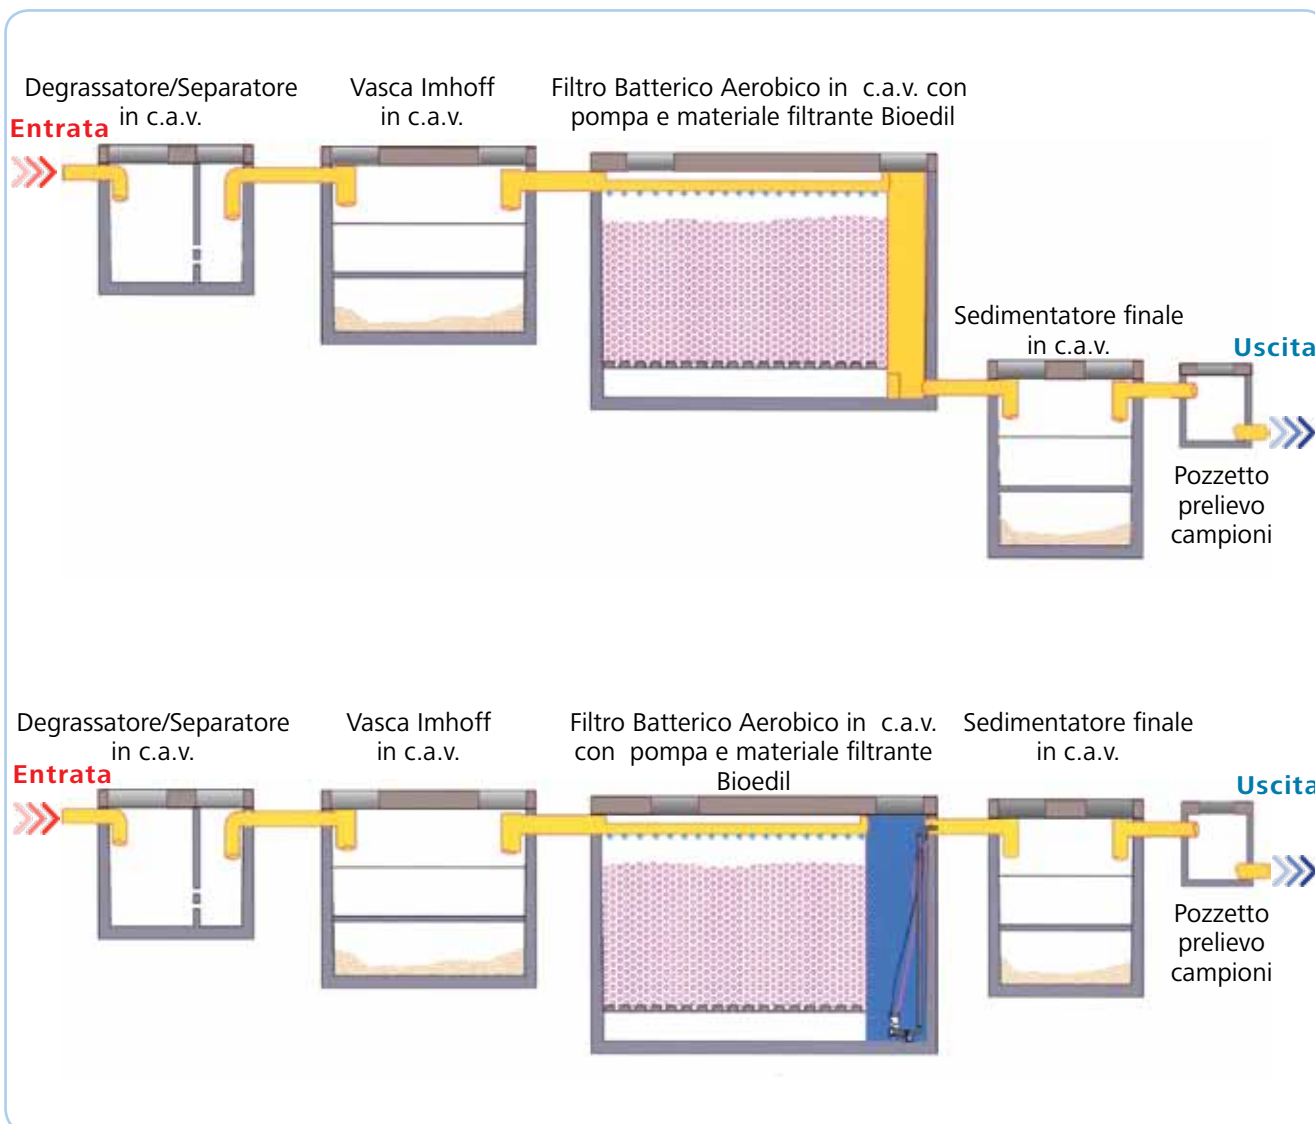 Degrassatore/Separatore
in c.a.v.
Vasca Imhoff
in c.a.v.
Filtro Batterico Aerobico in c.a.v. con
pompa e materiale filtrante Bioedil
Entrata
Sedimentatore finale
in c.a.v.
Uscita
Pozzetto
prelievo
campioni
Degrassatore/Separatore
in c.a.v.
Vasca Imhoff
in c.a.v.
Filtro Batterico Aerobico in c.a.v.
con pompa e materiale filtrante
Bioedil
Sedimentatore finale
in c.a.v.
Entrata
Uscita
Pozzetto
prelievo
campioni